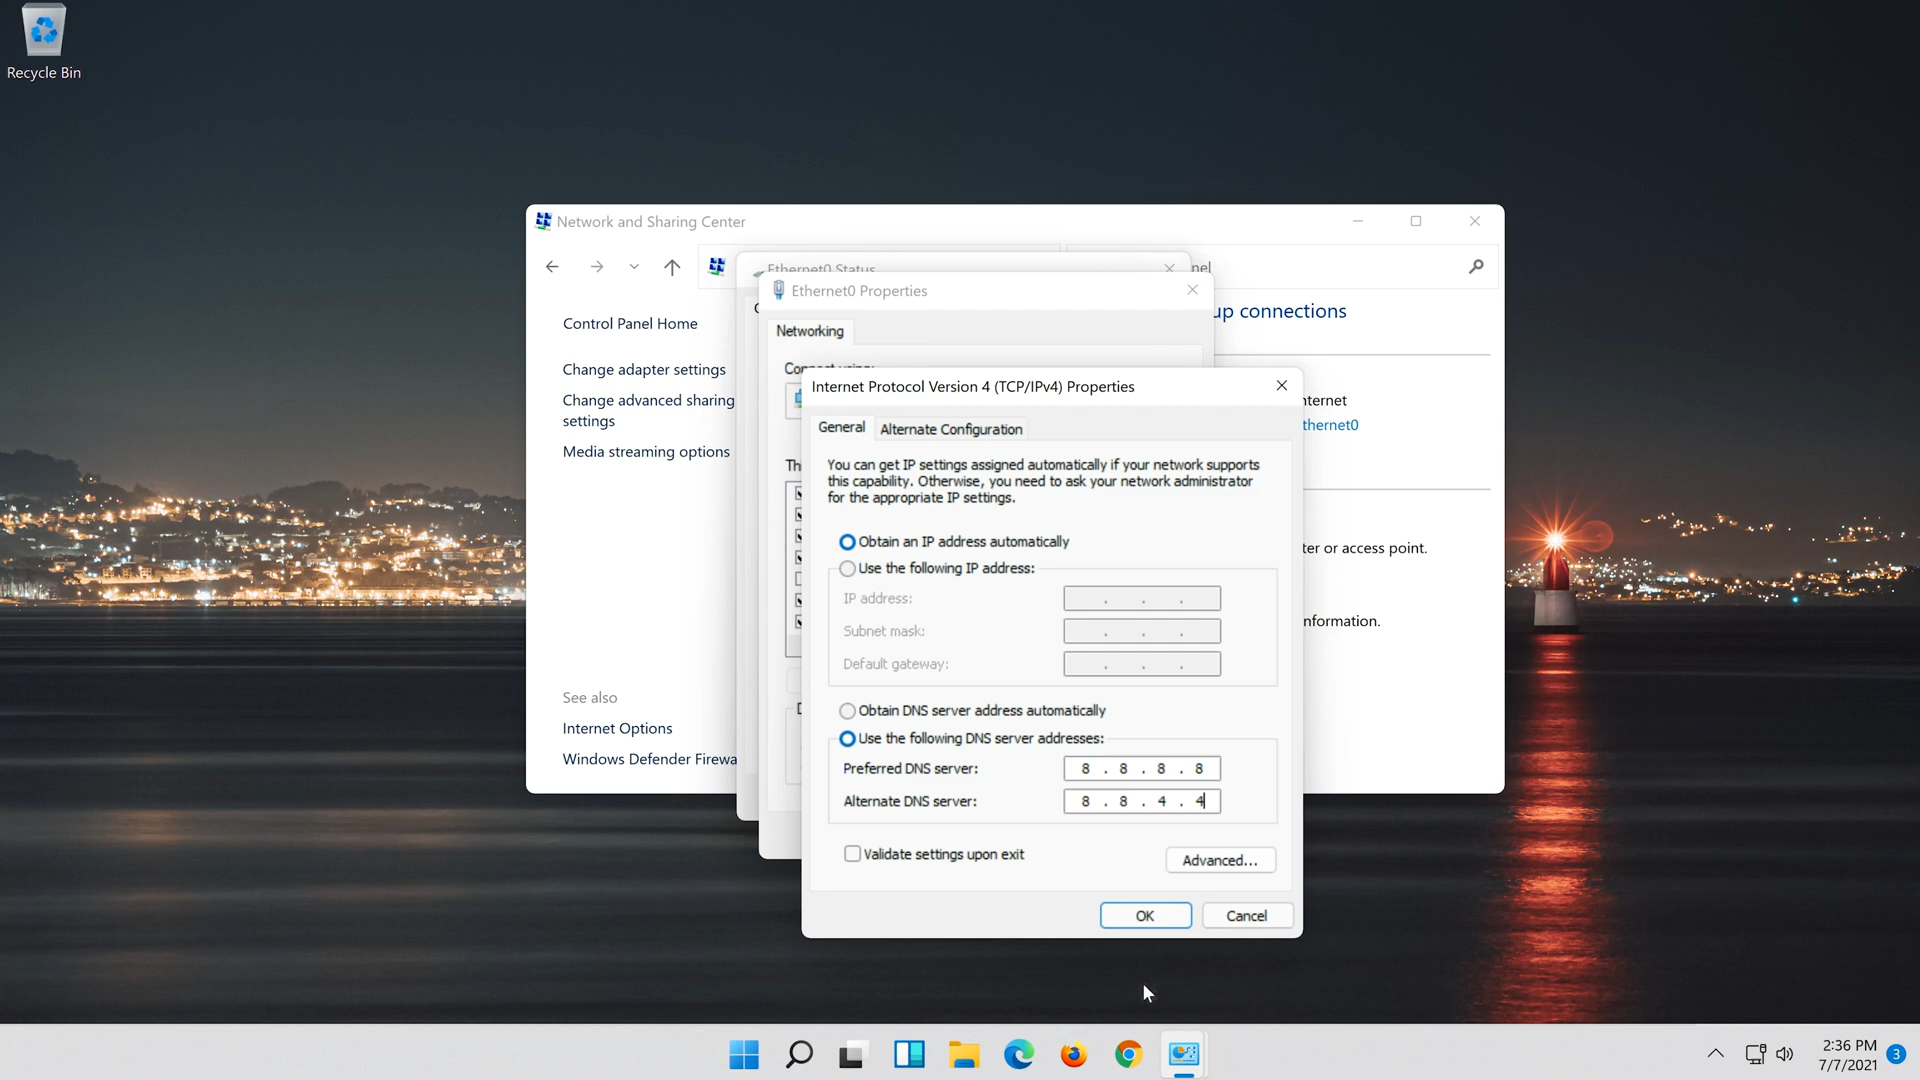 Recycle Bin
Network and Sharing Center
Ethernet0 Status
nel
Ethernet0 Properties
Control Panel Home
Change adapter settings
Change advanced sharing
settings
Media streaming options
See also
Internet Options
Windows Defender Firewa
up connections
nternet
thernet0
ter or access point.
nformation.
Networking
Connect using:
Th
Internet Protocol Version 4 (TCP/IPv4) Properties
General
Alternate Configuration
You can get IP settings assigned automatically if your network supports
this capability. Otherwise, you need to ask your network administrator
for the appropriate IP settings.
Obtain an IP address automatically
Use the following IP address:
IP address: . . .
Subnet mask: . . .
Default gateway: . . .
Obtain DNS server address automatically
Use the following DNS server addresses:
Preferred DNS server: 8 . 8 . 8 . 8
Alternate DNS server: 8 . 8 . 4 . 4
Validate settings upon exit
Advanced...
OK
Cancel
2:36 PM
7/7/2021
3